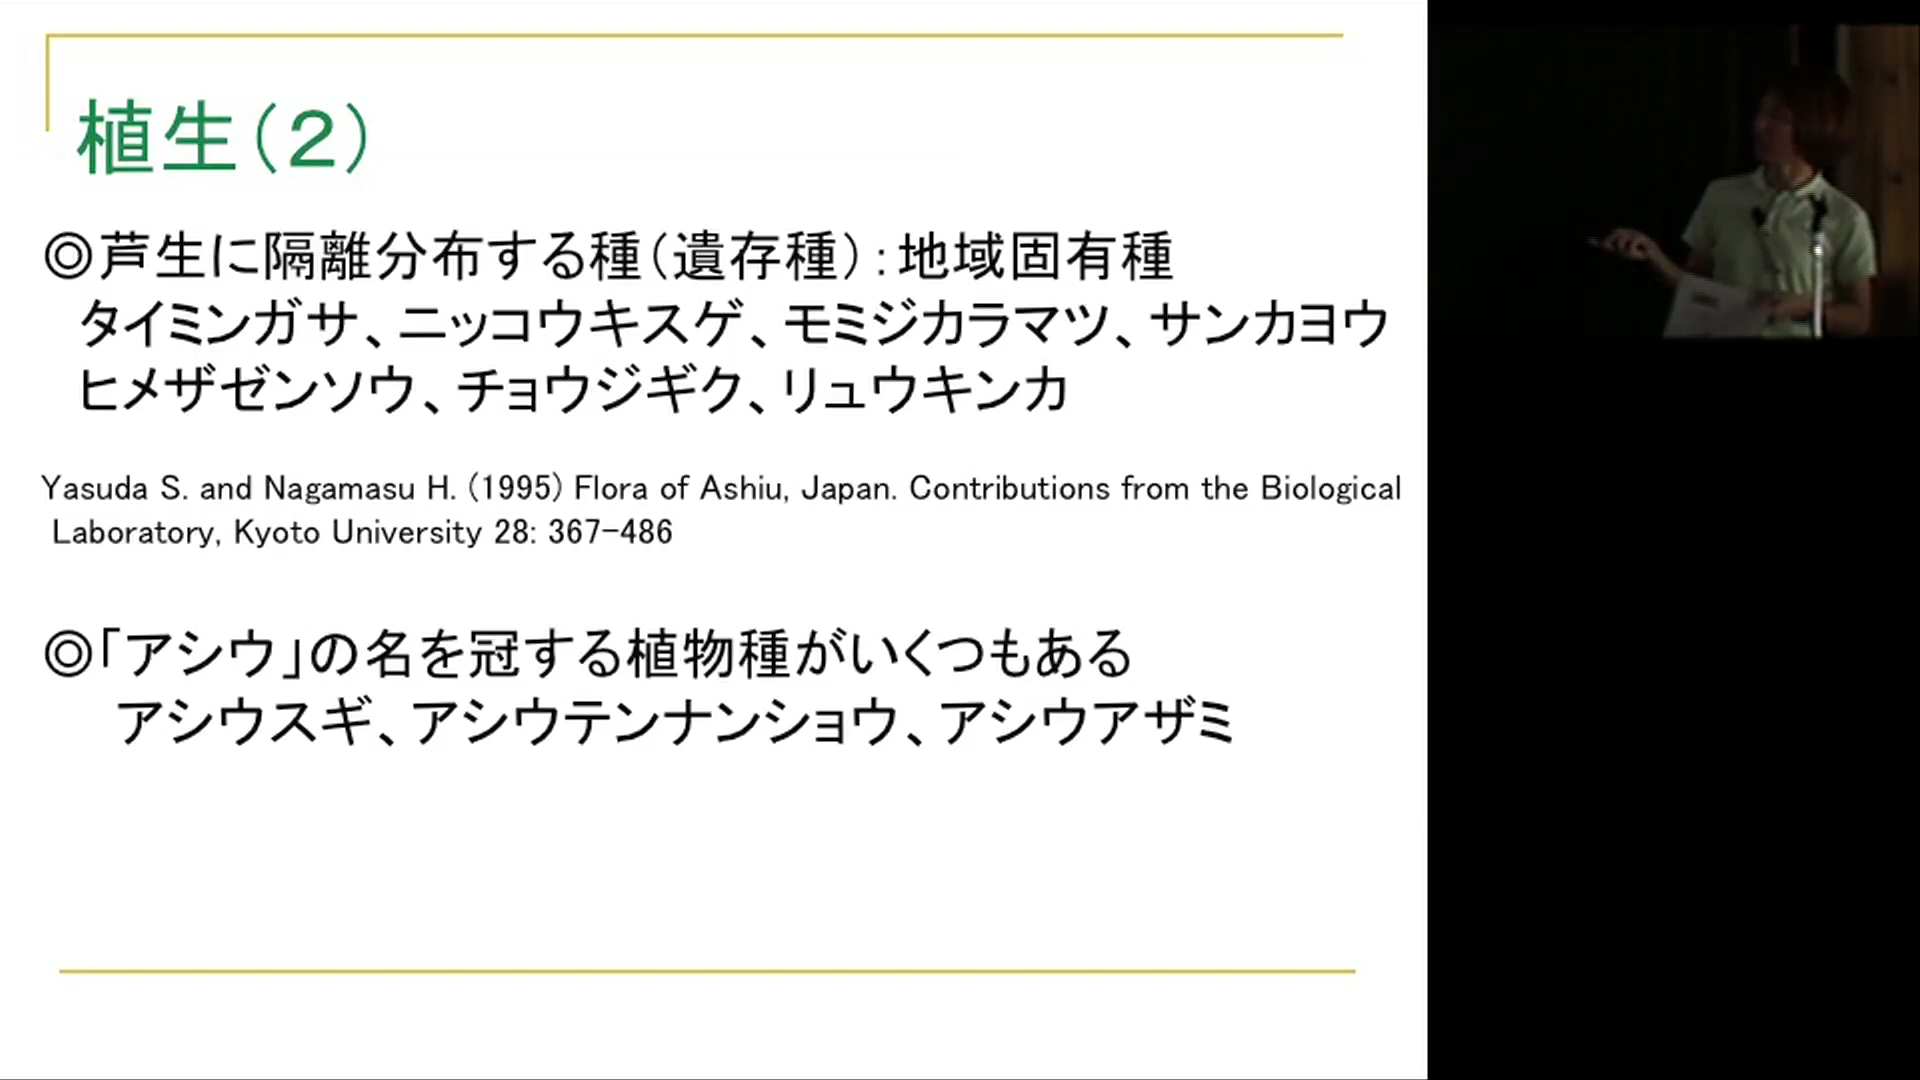 植生（２）
◎芦生に隔離分布する種（遺存種）：地域固有種
タイミンガサ、ニッコウキスゲ、モミジカラマツ、サンカヨウ
ヒメザゼンソウ、チョウジギク、リュウキンカ
Yasuda S. and Nagamasu H. (1995) Flora of Ashiu, Japan. Contributions from the Biological
Laboratory, Kyoto University 28: 367-486
◎「アシウ」の名を冠する植物種がいくつもある
アシウスギ、アシウテンナンショウ、アシウアザミ